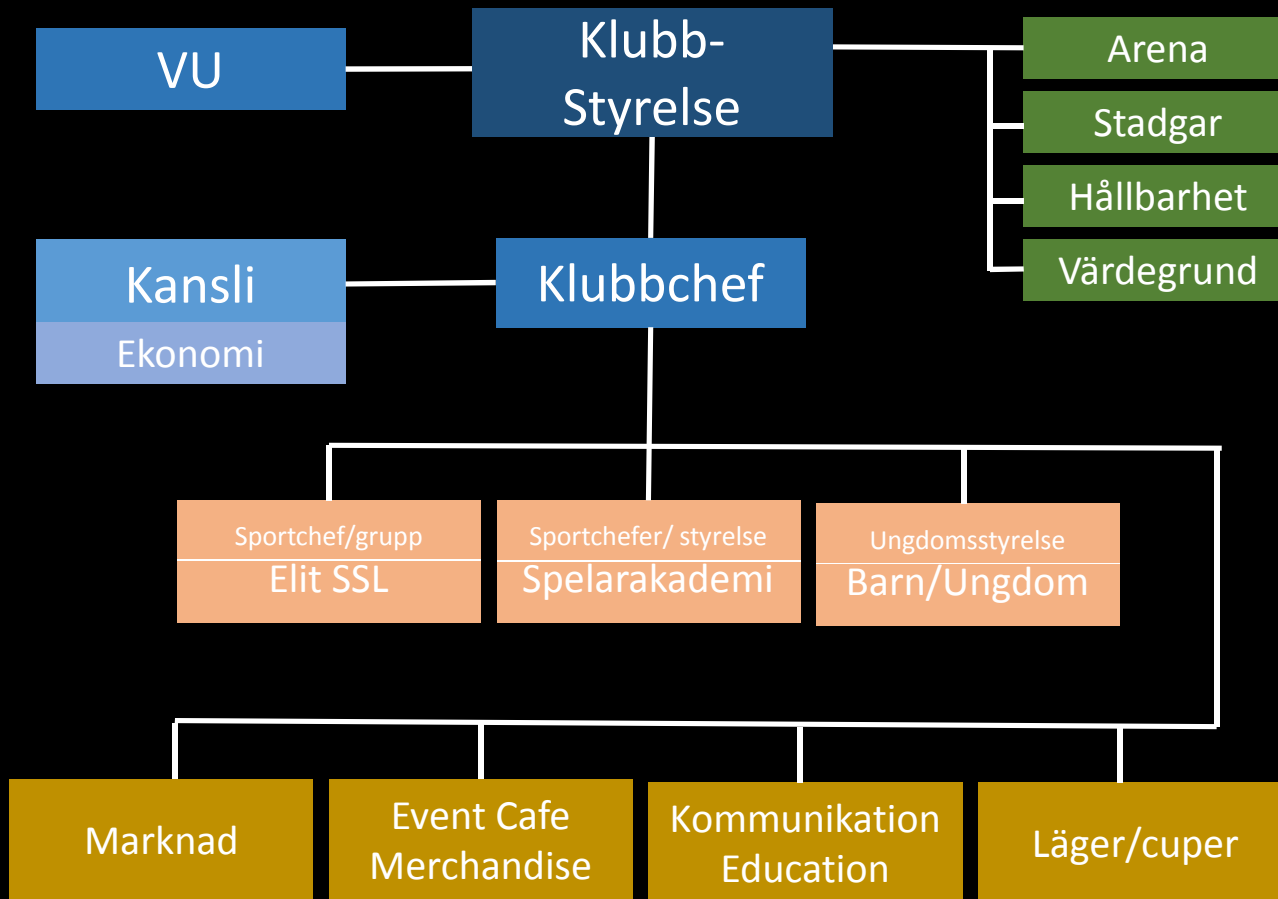 VU
Klubb-
Styrelse
Arena
Stadgar
Hållbarhet
Värdegrund
Kansli
Ekonomi
Klubbchef
Sportchef/grupp
Elit SSL
Sportchefer/ styrelse
Spelarakademi
Ungdomsstyrelse
Barn/Ungdom
Marknad
Event Cafe
Merchandise
Kommunikation
Education
Läger/cuper